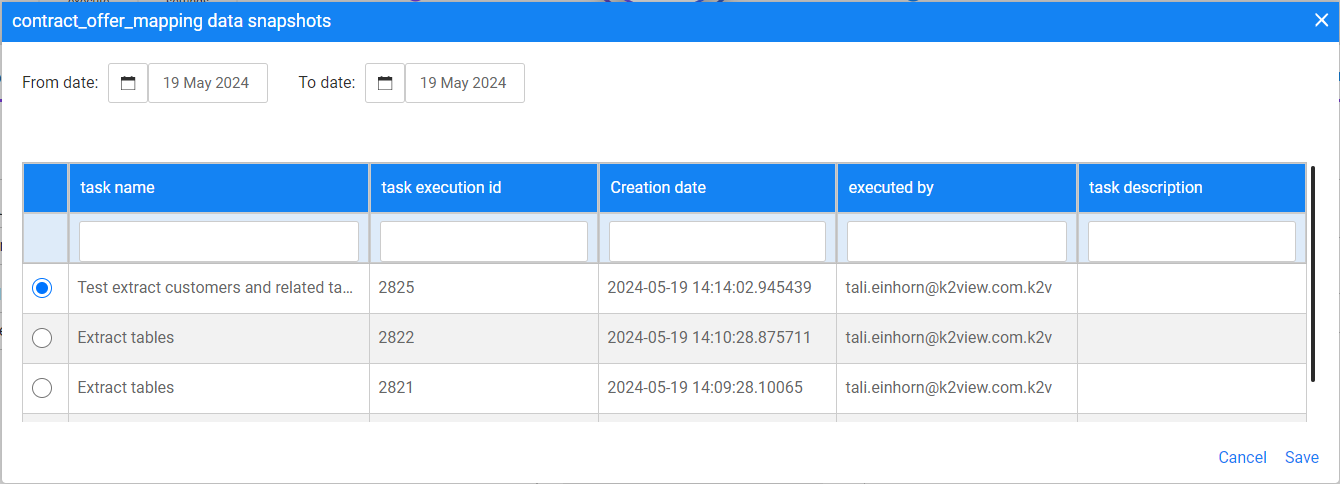 contract_offer_mapping data snapshots
From date: 19 May 2024 To date: 19 May 2024
task name task execution id Creation date executed by task description
Test extract customers and related ta... 2825 2024-05-19 14:14:02.945439 tali.einhorn@k2view.com.k2v
Extract tables 2822 2024-05-19 14:10:28.875711 tali.einhorn@k2view.com.k2v
Extract tables 2821 2024-05-19 14:09:28.10065 tali.einhorn@k2view.com.k2v
Cancel Save